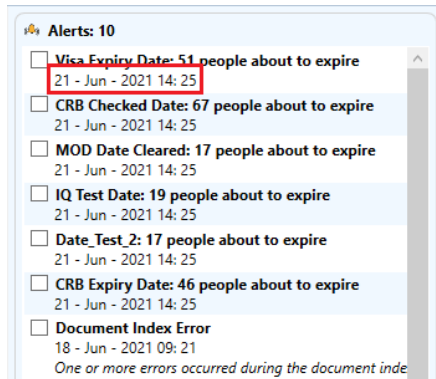 Alerts: 10
Visa Expiry Date: 51 people about to expire
21 - Jun - 2021 14: 25
CRB Checked Date: 67 people about to expire
21 - Jun - 2021 14: 25
MOD Date Cleared: 17 people about to expire
21 - Jun - 2021 14: 25
IQ Test Date: 19 people about to expire
21 - Jun - 2021 14: 25
Date_Test_2: 17 people about to expire
21 - Jun - 2021 14: 25
CRB Expiry Date: 46 people about to expire
21 - Jun - 2021 14: 25
Document Index Error
18 - Jun - 2021 09: 21
One or more errors occurred during the document inde